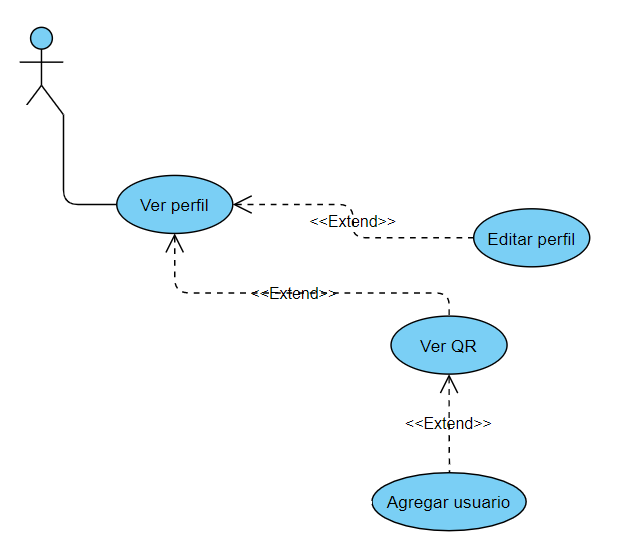 Ver perfil
<<Extend>>
Editar perfil
<<Extend>>
Ver QR
<<Extend>>
Agregar usuario